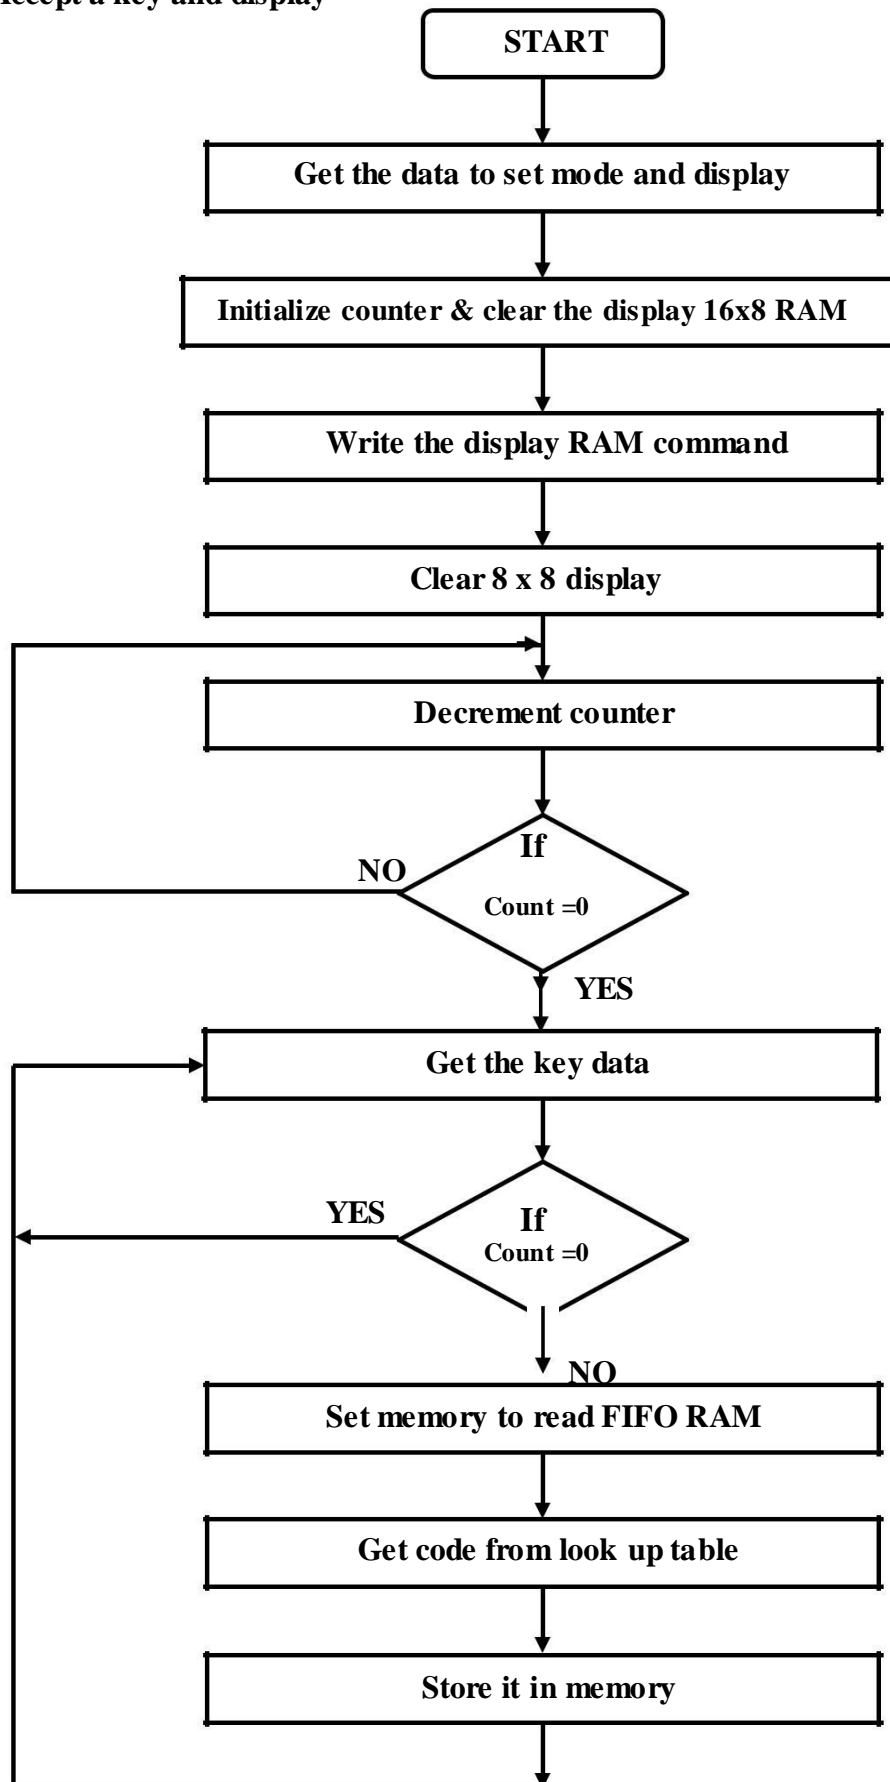 Accept a key and display
START
Get the data to set mode and display
Initialize counter & clear the display 16x8 RAM
Write the display RAM command
Clear 8 x 8 display
Decrement counter
If
NO
Count =0
YES
Get the key data
YES
If
Count =0
NO
Set memory to read FIFO RAM
Get code from look up table
Store it in memory